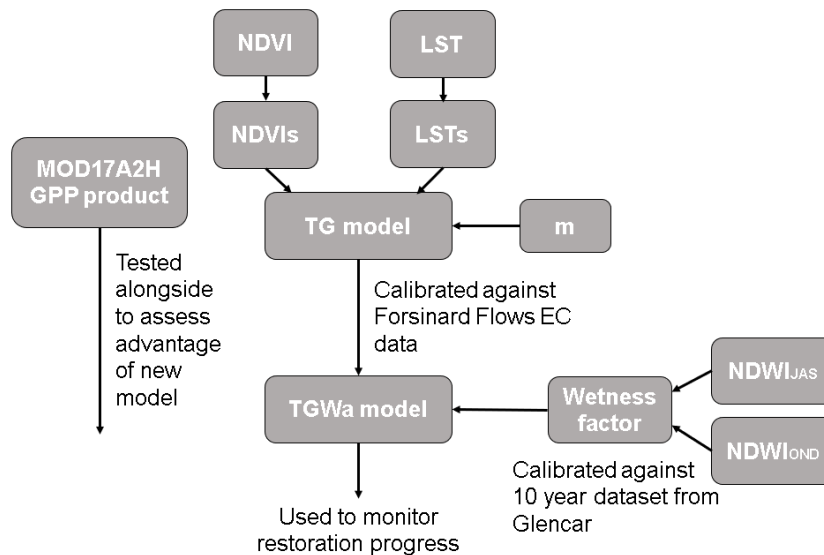 NDVI
LST
NDVIs
LSTs
MOD17A2H
GPP product
TG model
m
Tested
alongside
to assess
advantage
of new
model
Calibrated against
Forsinard Flows EC
data
TGWa model
Wetness
factor
NDWIJAS
NDWIOND
Calibrated against
10 year dataset from
Glencar
Used to monitor
restoration progress